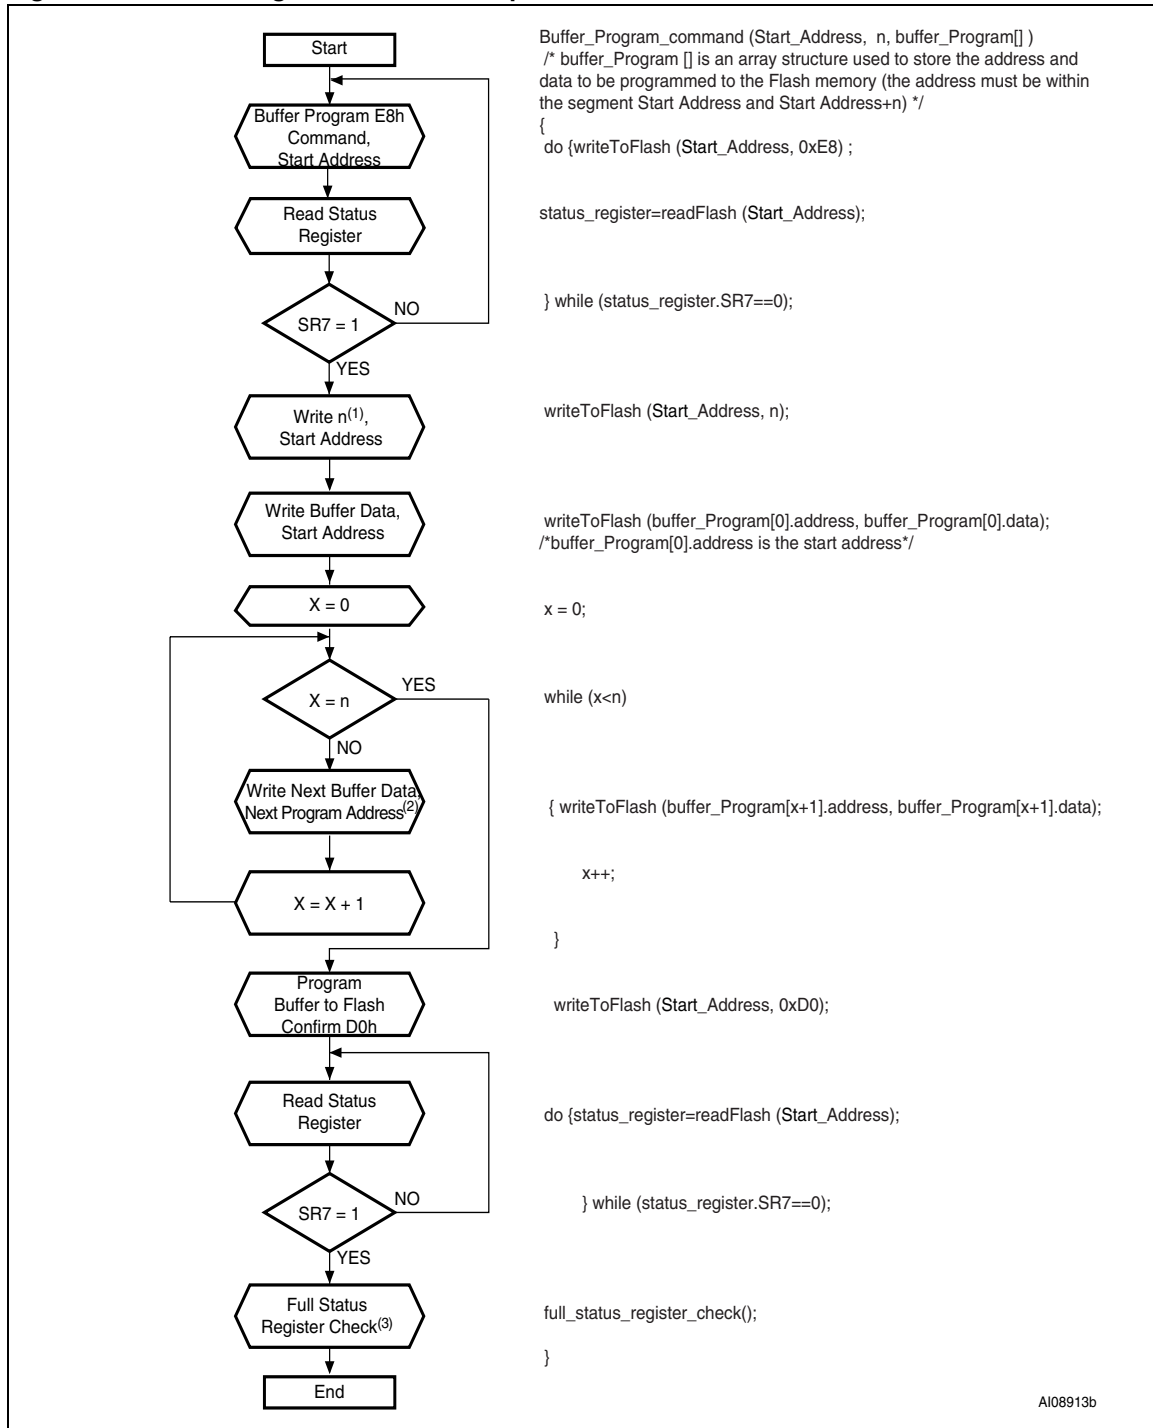 Start
Buffer Program E8h
Command,
Start Address
Read Status
Register
SR7 = 1
NO
YES
Write n(1),
Start Address
Write Buffer Data,
Start Address
X = 0
X = n
YES
NO
Write Next Buffer Data,
Next Program Address(2)
X = X + 1
Program
Buffer to Flash
Confirm D0h
Read Status
Register
SR7 = 1
NO
YES
Full Status
Register Check(3)
End
Buffer_Program_command (Start_Address, n, buffer_Program[] )
/* buffer_Program [] is an array structure used to store the address and
data to be programmed to the Flash memory (the address must be within
the segment Start Address and Start Address+n) */
{
do {writeToFlash (Start_Address, 0xE8) ;
status_register=readFlash (Start_Address);
} while (status_register.SR7==0);
writeToFlash (Start_Address, n);
writeToFlash (buffer_Program[0].address, buffer_Program[0].data);
/*buffer_Program[0].address is the start address*/
x = 0;
while (x<n)
{ writeToFlash (buffer_Program[x+1].address, buffer_Program[x+1].data);
x++;
}
writeToFlash (Start_Address, 0xD0);
do {status_register=readFlash (Start_Address);
} while (status_register.SR7==0);
full_status_register_check();
}
AI08913b